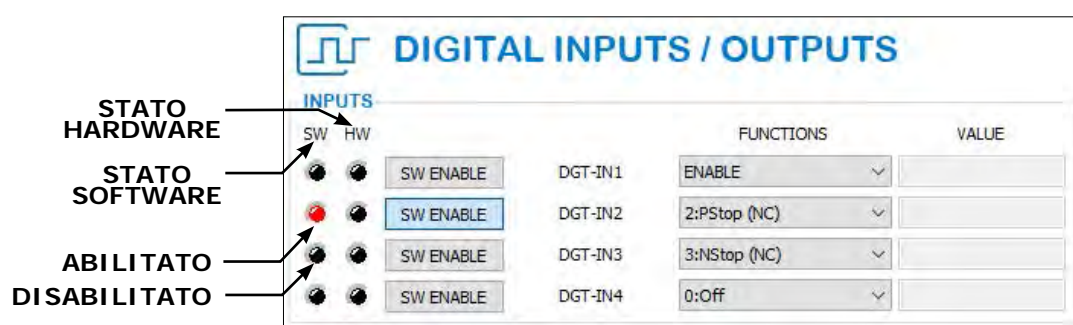 DIGITAL INPUTS / OUTPUTS
INPUTS
STATO
HARDWARE
SW HW FUNCTIONS VALUE
STATO
SOFTWARE
SW ENABLE DGT-IN1 ENABLE
SW ENABLE DGT-IN2 2:PStop (NC)
ABILITATO
SW ENABLE DGT-IN3 3:NStop (NC)
DISABILITATO
SW ENABLE DGT-IN4 0:Off